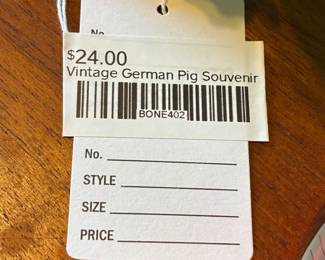 No.
$24.00
Vintage German Pig Souvenir
BONE402
No.
STYLE
SIZE
PRICE